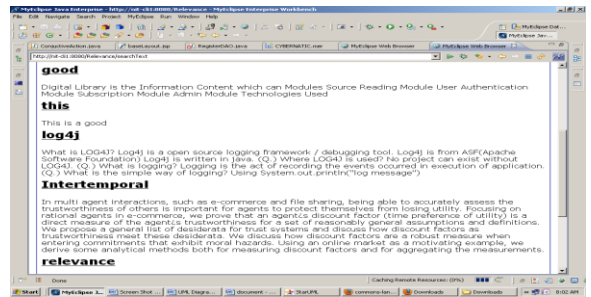 MyEclipse Java Enterprise - http://nit-cli1:8080/Relevance - MyEclipse Enterprise Workbench
File Edit Navigate Search Project MyEclipse Run Window Help
MyEclipse Dat...
MyEclipse Jav...
baseLayout.jsp RegisterDAO.java CYBERNATIC.mer MyEclipse Web Browser MyEclipse Web Browser
good
Digital Library is the Information Content which can Modules Source Reading Module User Authentication
Module Subscription Module Admin Module Technologies Used
this
This is a good
log4j
What is LOG4J? Log4j is a open source logging framework / debugging tool. Log4j is from ASF(Apache
Software Foundation) Log4j is written in java. (Q.) Where LOG4J is used? No project can exist without
LOG4J. (Q.) What is logging? Logging is the act of recording the events occurred in execution of application.
(Q.) What is the simple way of logging? Using System.out.println("log message")
Intertemporal
In multi agent interactions, such as e-commerce and file sharing, being able to accurately assess the
trustworthiness of others is important for agents to protect themselves from losing utility. Focusing on
rational agents in e-commerce, we prove that an agent¿s discount factor (time preference of utility) is a
direct measure of the agent¿s trustworthiness for a set of reasonably general assumptions and definitions.
We propose a general list of desiderata for trust systems and discuss how discount factors as
trustworthiness meet these desiderata. We discuss how discount factors are a robust measure when
entering commitments that exhibit moral hazards. Using an online market as a motivating example, we
derive some analytical methods both for measuring discount factors and for aggregating the measurements.
relevance
Done
Caching Remote Resources: (0%)
Start MyEclipse J... Screen Shot ... UML Diagra... document - ... StarUML commons-lan... Downloads Downloads 8:02 AM